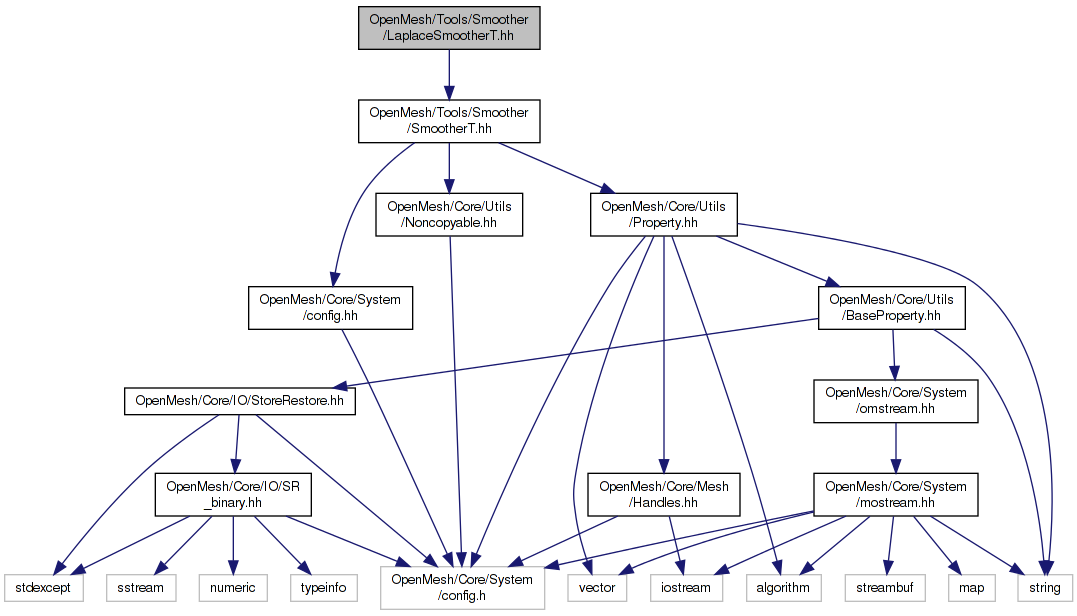 OpenMesh/Tools/Smoother
/LaplaceSmootherT.hh
OpenMesh/Tools/Smoother
/SmootherT.hh
OpenMesh/Core/Utils
/Noncopyable.hh
OpenMesh/Core/Utils
/Property.hh
OpenMesh/Core/System
/config.hh
OpenMesh/Core/Utils
/BaseProperty.hh
OpenMesh/Core/IO/StoreRestore.hh
OpenMesh/Core/System
/omstream.hh
OpenMesh/Core/IO/SR
_binary.hh
OpenMesh/Core/Mesh
/Handles.hh
OpenMesh/Core/System
/mostream.hh
stdexcept
sstream
numeric
typeinfo
OpenMesh/Core/System
/config.h
vector
iostream
algorithm
streambuf
map
string